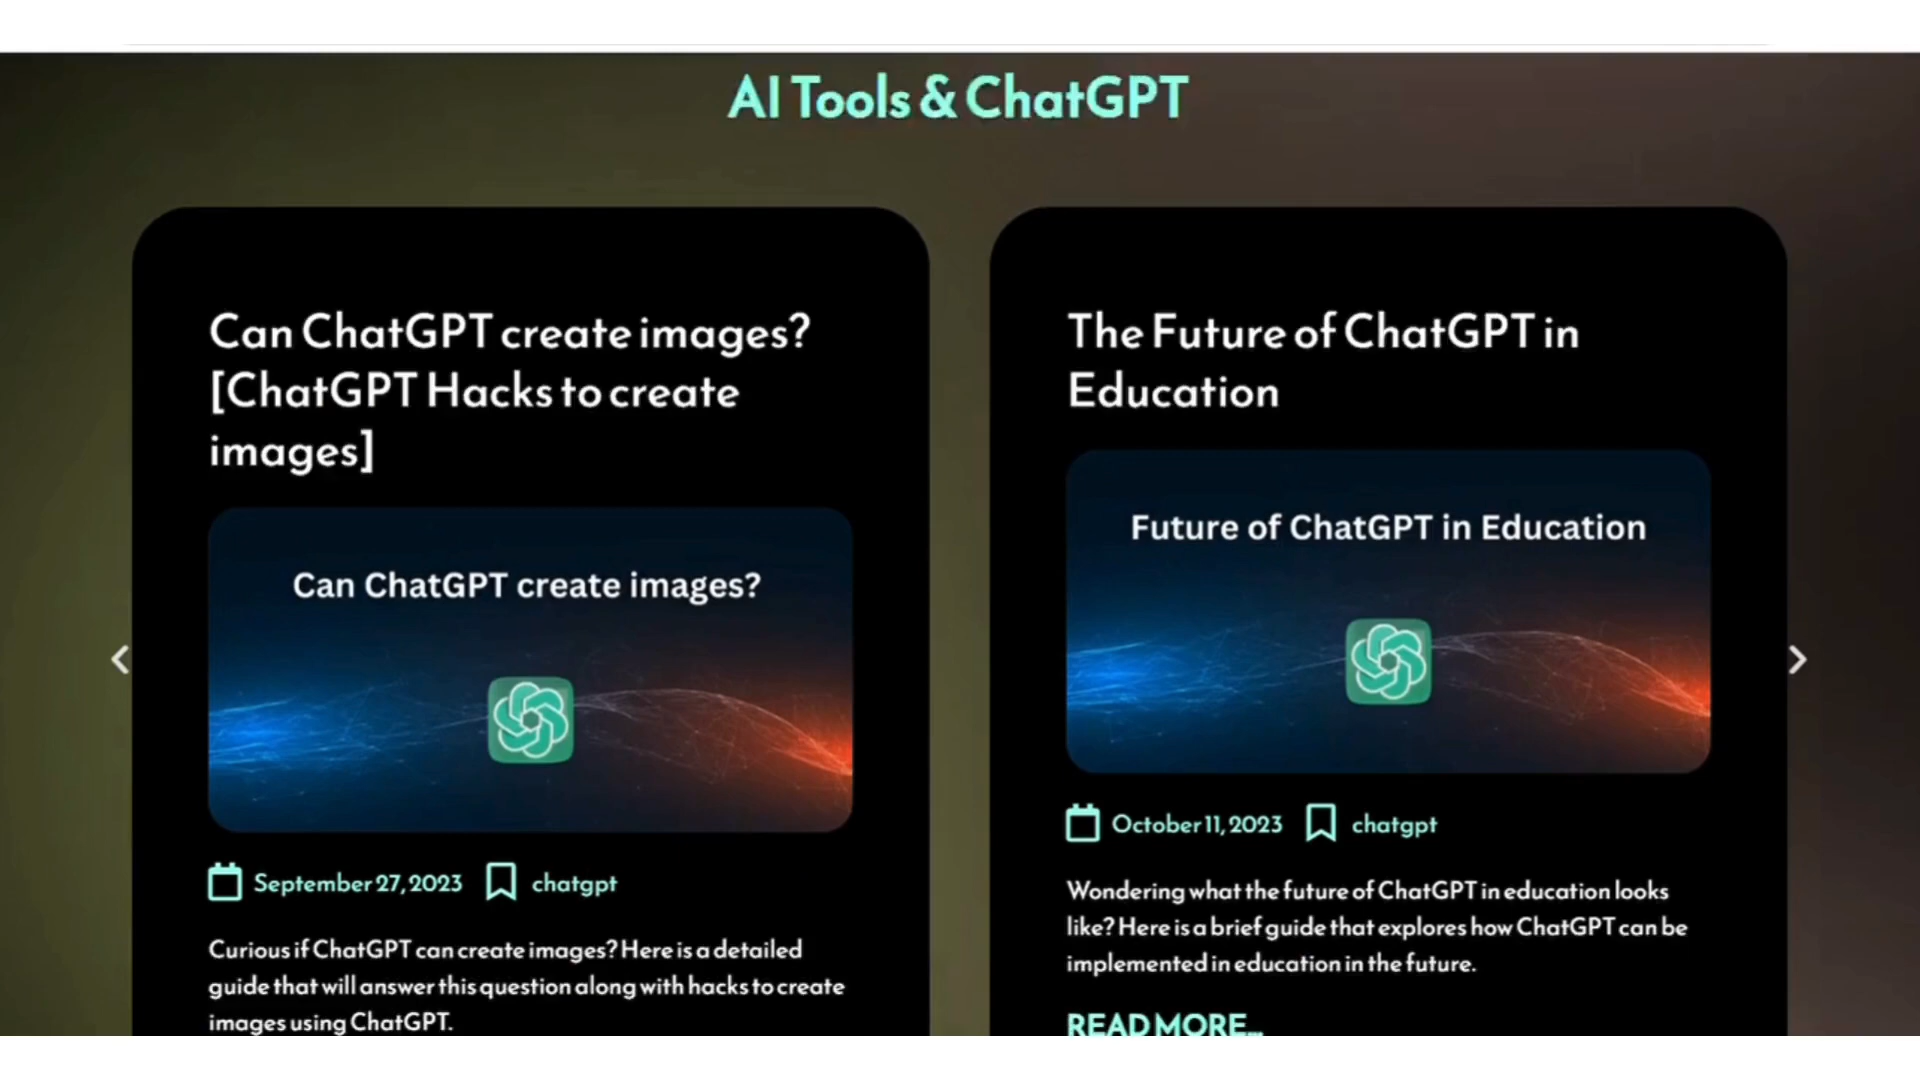 AI Tools & ChatGPT
Can ChatGPT create images?
[ChatGPT Hacks to create
images]
Can ChatGPT create images?
September 27, 2023 chatgpt
Curious if ChatGPT can create images? Here is a detailed
guide that will answer this question along with hacks to create
images using ChatGPT.
The Future of ChatGPT in
Education
Future of ChatGPT in Education
October 11, 2023 chatgpt
Wondering what the future of ChatGPT in education looks
like? Here is a brief guide that explores how ChatGPT can be
implemented in education in the future.
READ MORE...